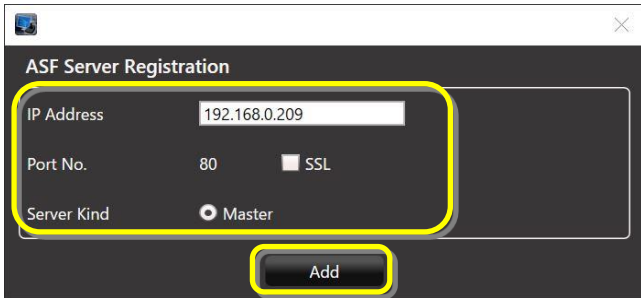 ASF Server Registration
IP Address 192.168.0.209
Port No. 80 SSL
Server Kind Master
Add